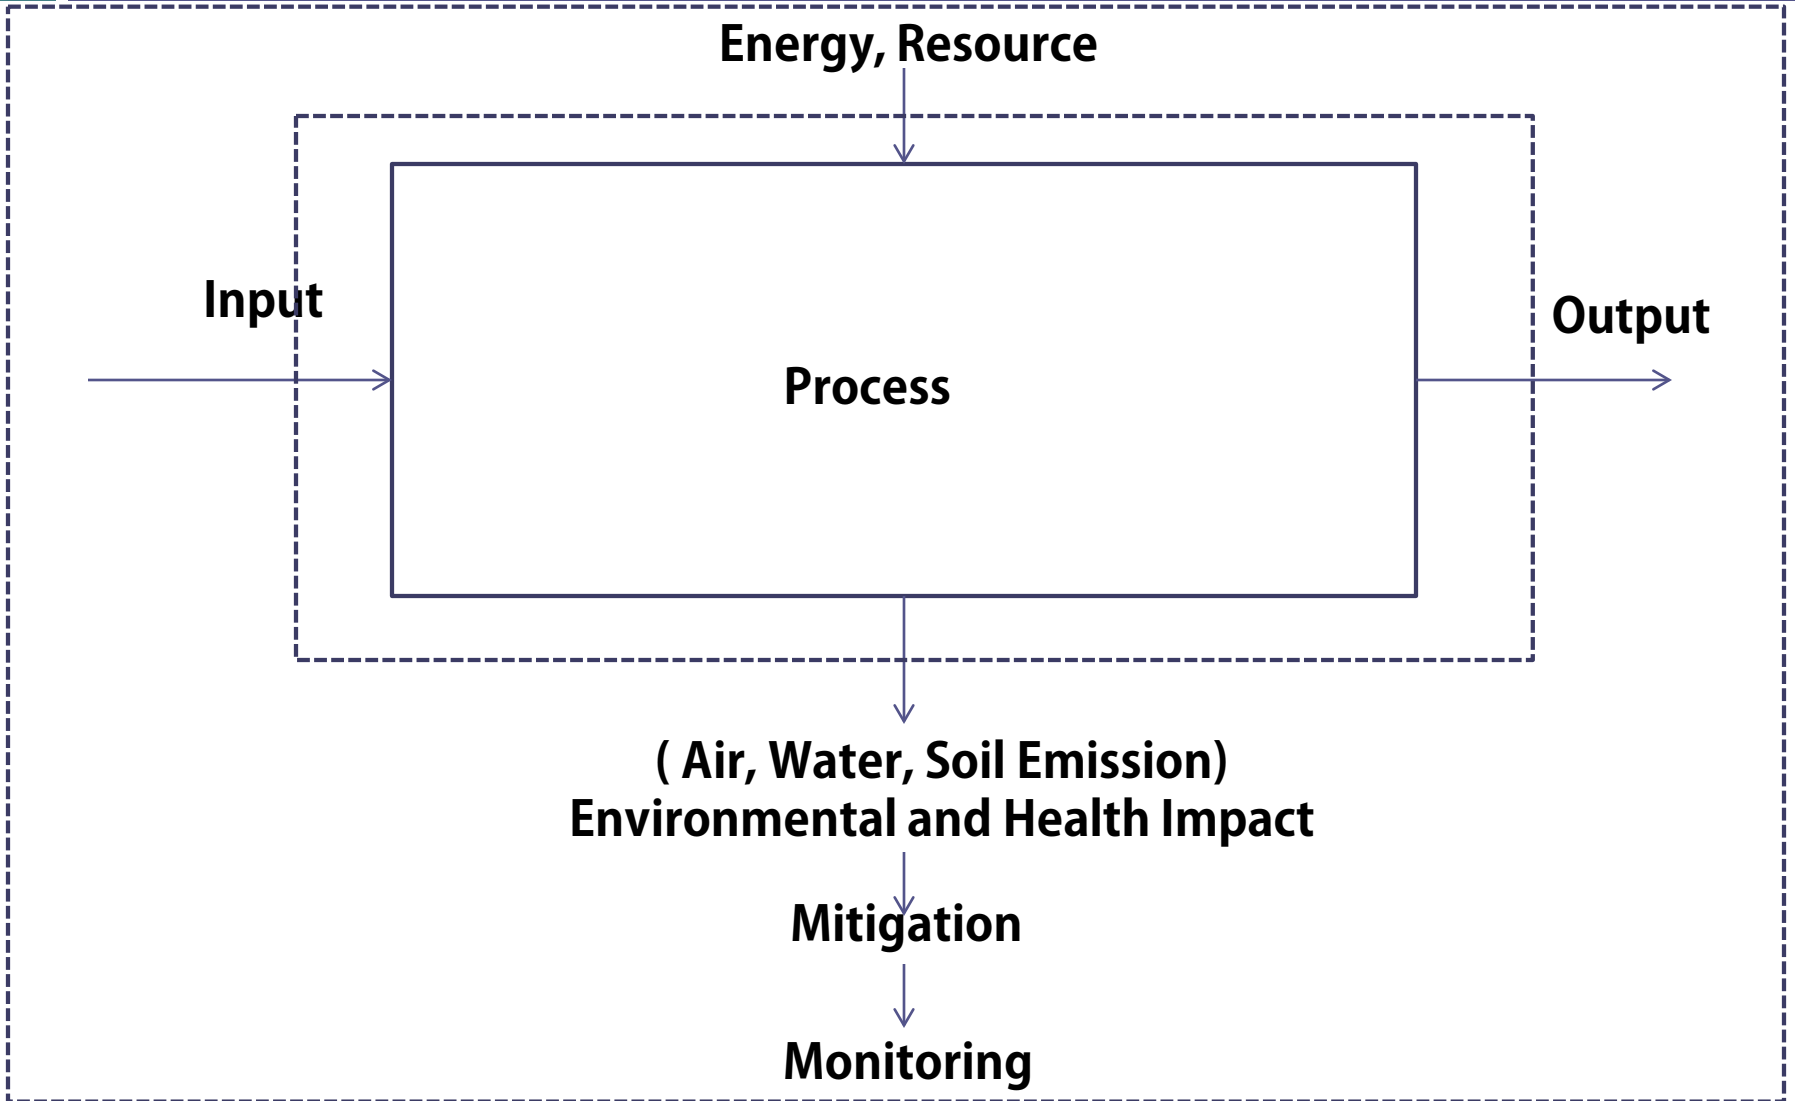 Energy, Resource
Input
Output
Process
( Air, Water, Soil Emission)
Environmental and Health Impact
Mitigation
Monitoring